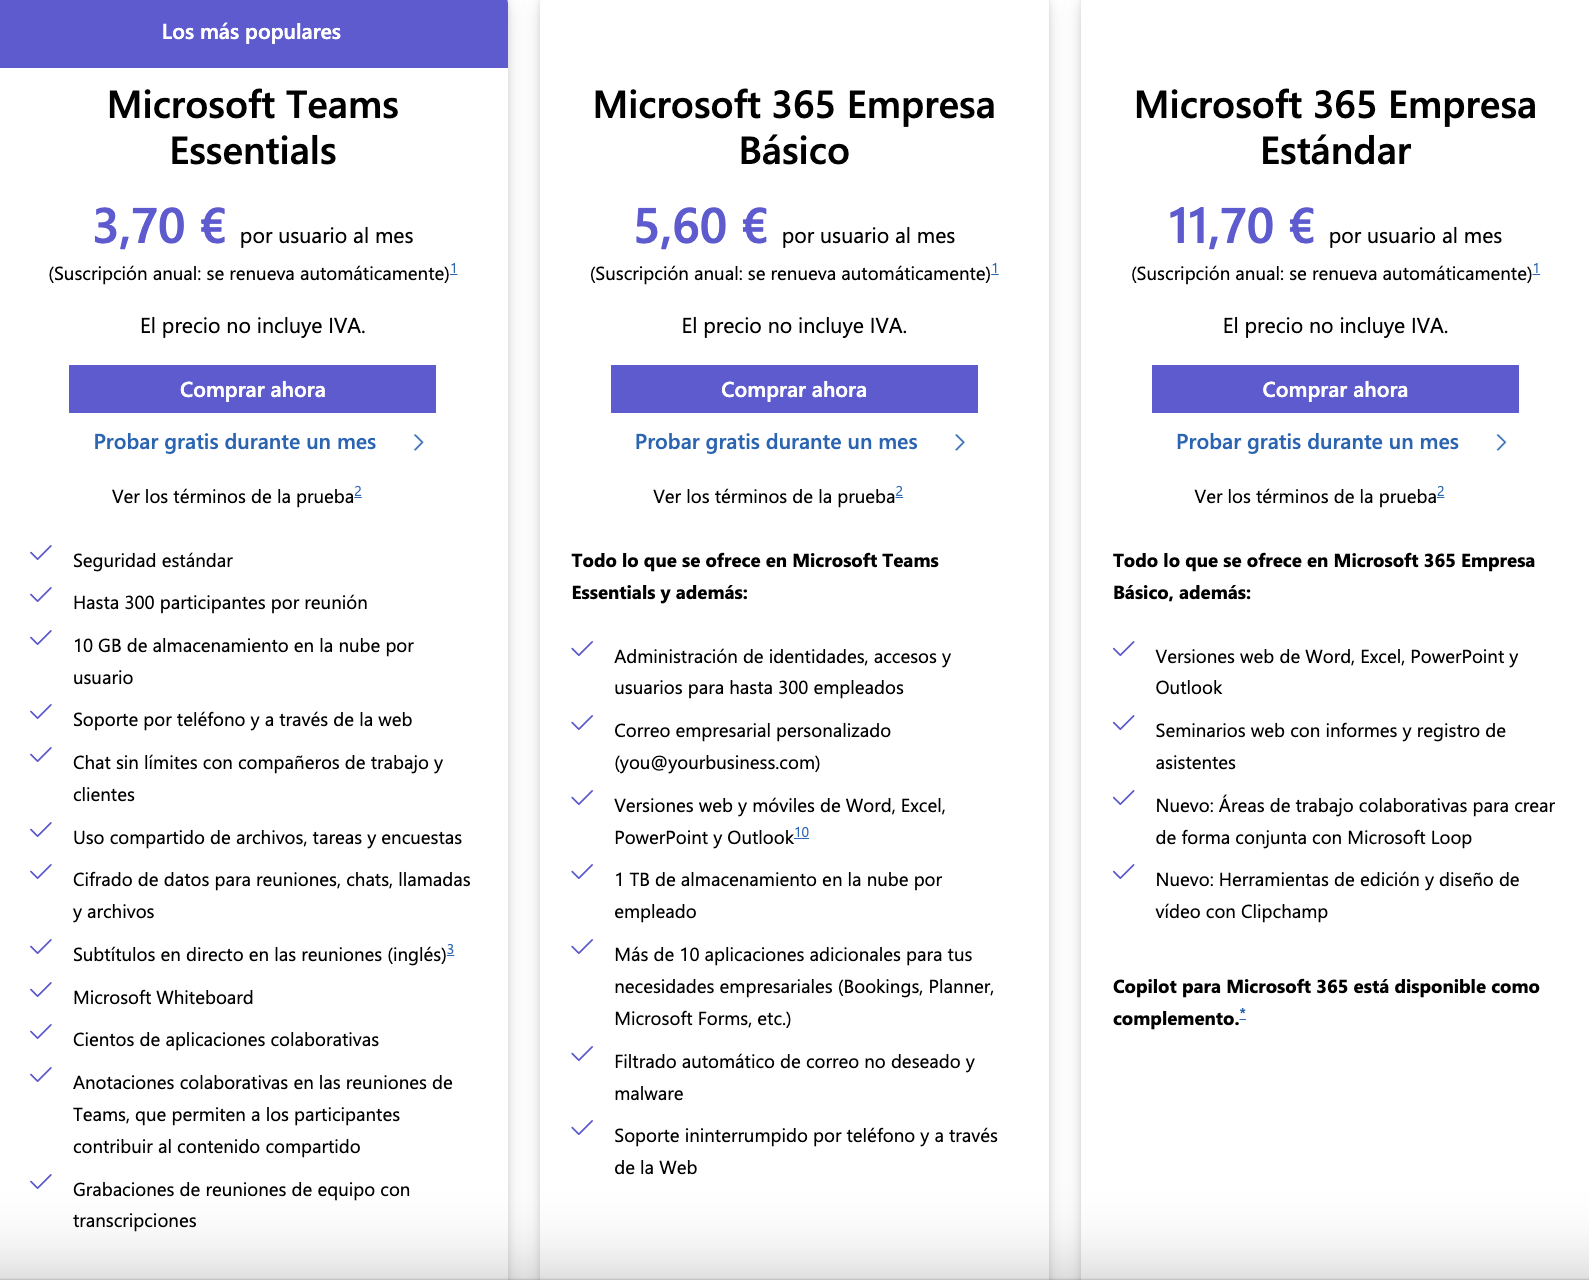 Los más populares
Microsoft Teams
Essentials
3,70 € por usuario al mes
(Suscripción anual: se renueva automáticamente)1
El precio no incluye IVA.
Comprar ahora
Probar gratis durante un mes
Ver los términos de la prueba2
Seguridad estándar
Hasta 300 participantes por reunión
10 GB de almacenamiento en la nube por
usuario
Soporte por teléfono y a través de la web
Chat sin límites con compañeros de trabajo y
clientes
Uso compartido de archivos, tareas y encuestas
Cifrado de datos para reuniones, chats, llamadas
y archivos
Subtítulos en directo en las reuniones (inglés)3
Microsoft Whiteboard
Cientos de aplicaciones colaborativas
Anotaciones colaborativas en las reuniones de
Teams, que permiten a los participantes
contribuir al contenido compartido
Grabaciones de reuniones de equipo con
transcripciones
Microsoft 365 Empresa
Básico
5,60 € por usuario al mes
(Suscripción anual: se renueva automáticamente)1
El precio no incluye IVA.
Comprar ahora
Probar gratis durante un mes
Ver los términos de la prueba2
Todo lo que se ofrece en Microsoft Teams
Essentials y además:
Administración de identidades, accesos y
usuarios para hasta 300 empleados
Correo empresarial personalizado
(you@yourbusiness.com)
Versiones web y móviles de Word, Excel,
PowerPoint y Outlook10
1 TB de almacenamiento en la nube por
empleado
Más de 10 aplicaciones adicionales para tus
necesidades empresariales (Bookings, Planner,
Microsoft Forms, etc.)
Filtrado automático de correo no deseado y
malware
Soporte ininterrumpido por teléfono y a través
de la Web
Microsoft 365 Empresa
Estándar
11,70 € por usuario al mes
(Suscripción anual: se renueva automáticamente)1
El precio no incluye IVA.
Comprar ahora
Probar gratis durante un mes
Ver los términos de la prueba2
Todo lo que se ofrece en Microsoft 365 Empresa
Básico, además:
Versiones web de Word, Excel, PowerPoint y
Outlook
Seminarios web con informes y registro de
asistentes
Nuevo: Áreas de trabajo colaborativas para crear
de forma conjunta con Microsoft Loop
Nuevo: Herramientas de edición y diseño de
vídeo con Clipchamp
Copilot para Microsoft 365 está disponible como
complemento.*